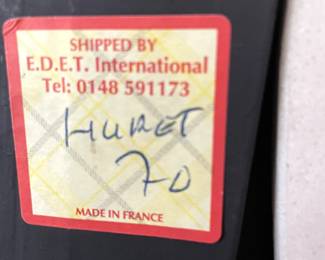 SHIPPED BY
E.D.E.T. International
Tel: 0148 591173
HURET
70
MADE IN FRANCE